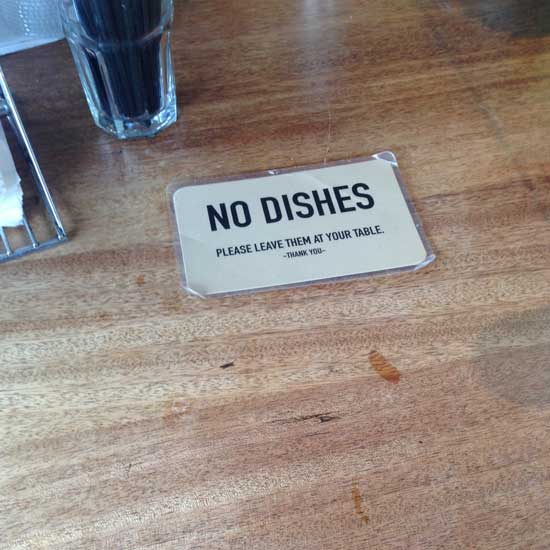 NO DISHES
PLEASE LEAVE THEM AT YOUR TABLE.
-THANK YOU-